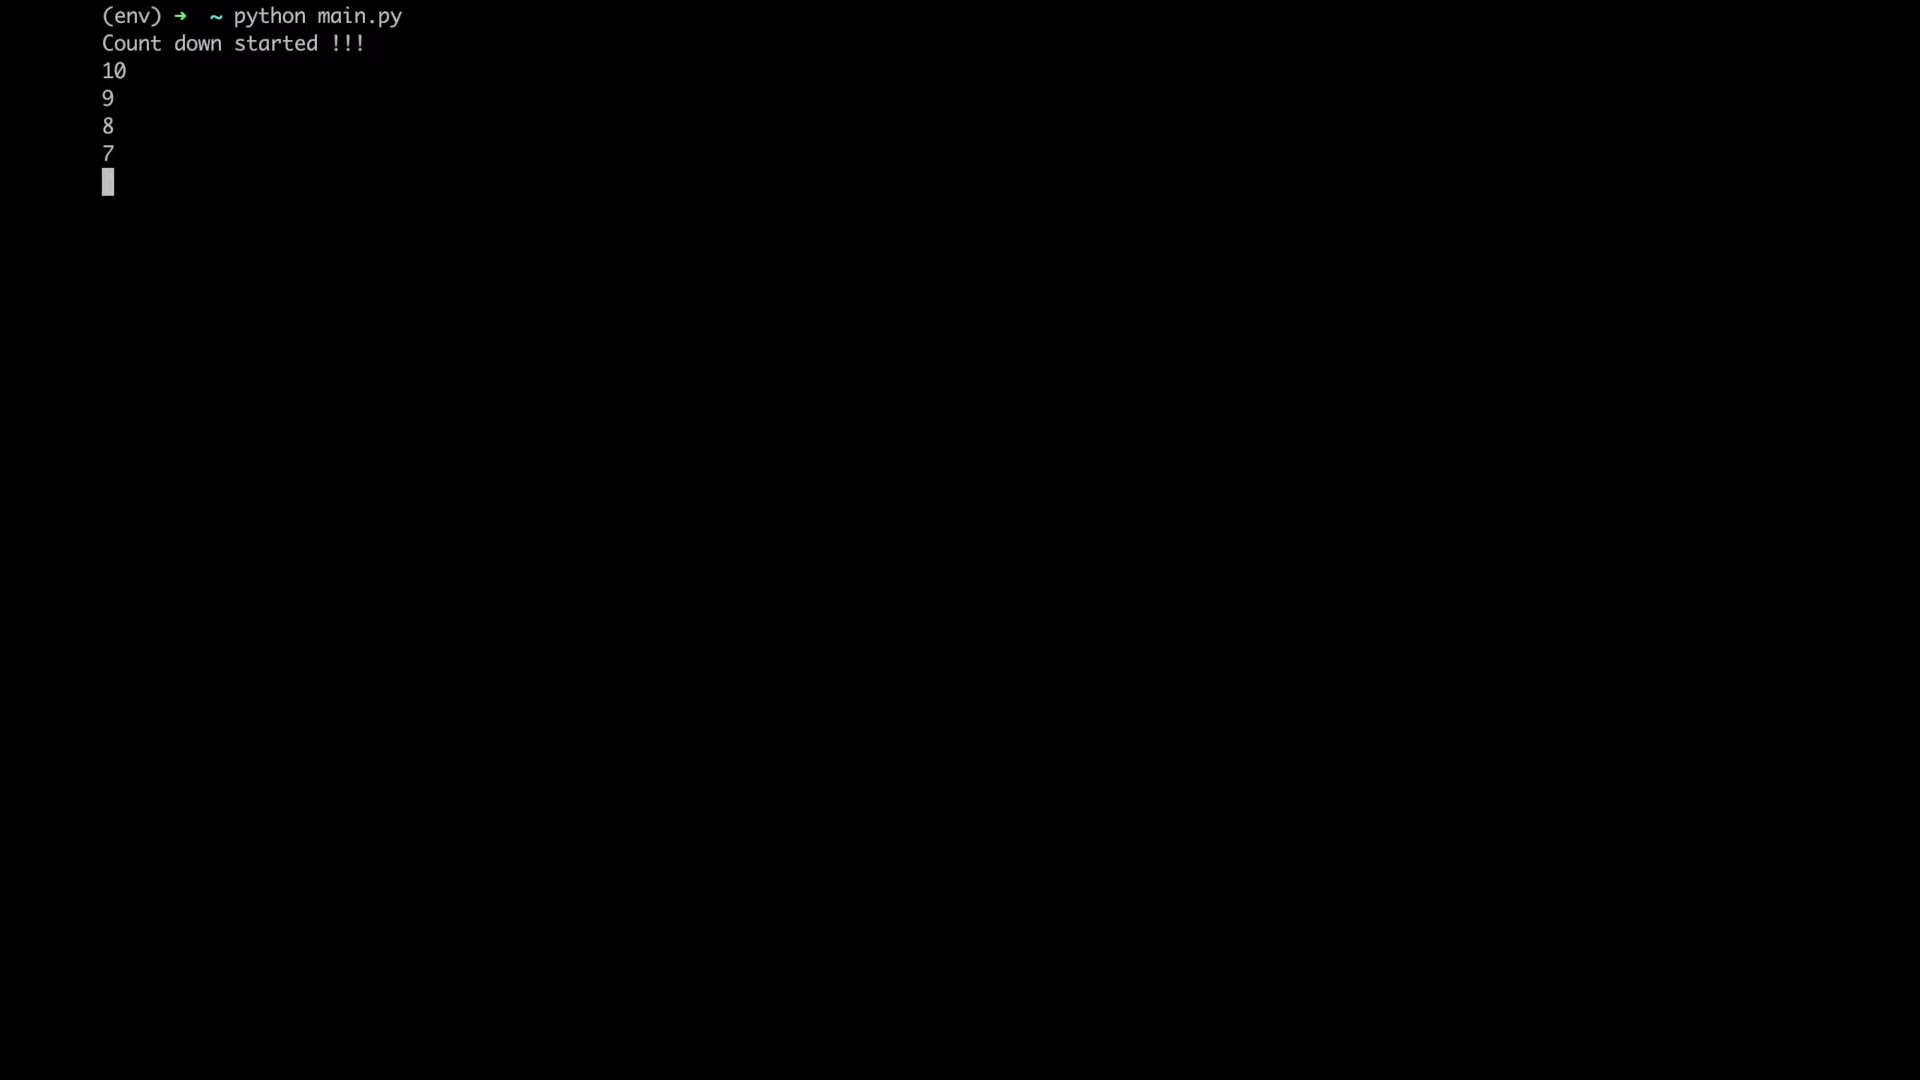 (env) ➜  ~ python main.py
Count down started !!!
10
9
8
7